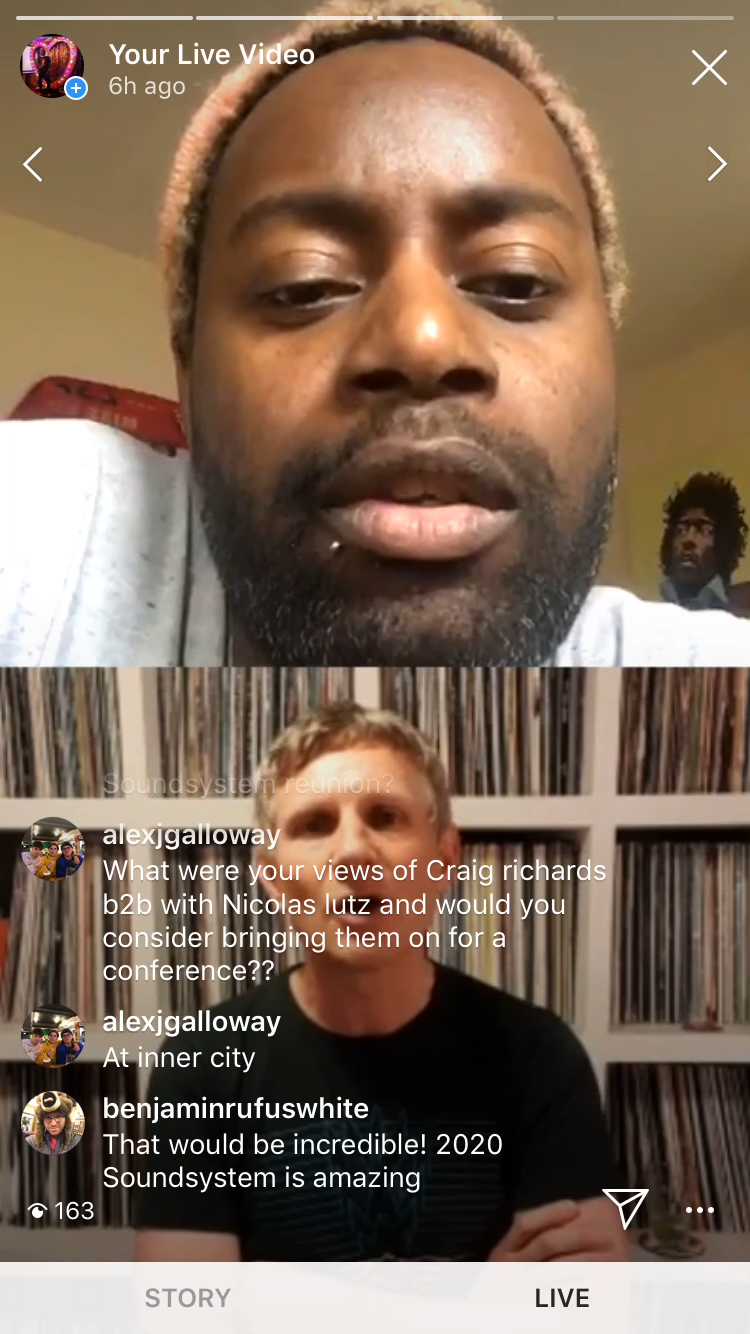 Your Live Video
6h ago
Soundsystem reunion?
alexjgalloway
What were your views of Craig richards
b2b with Nicolas lutz and would you
consider bringing them on for a
conference??
alexjgalloway
At inner city
benjaminrufuswhite
That would be incredible! 2020
Soundsystem is amazing
163
STORY
LIVE